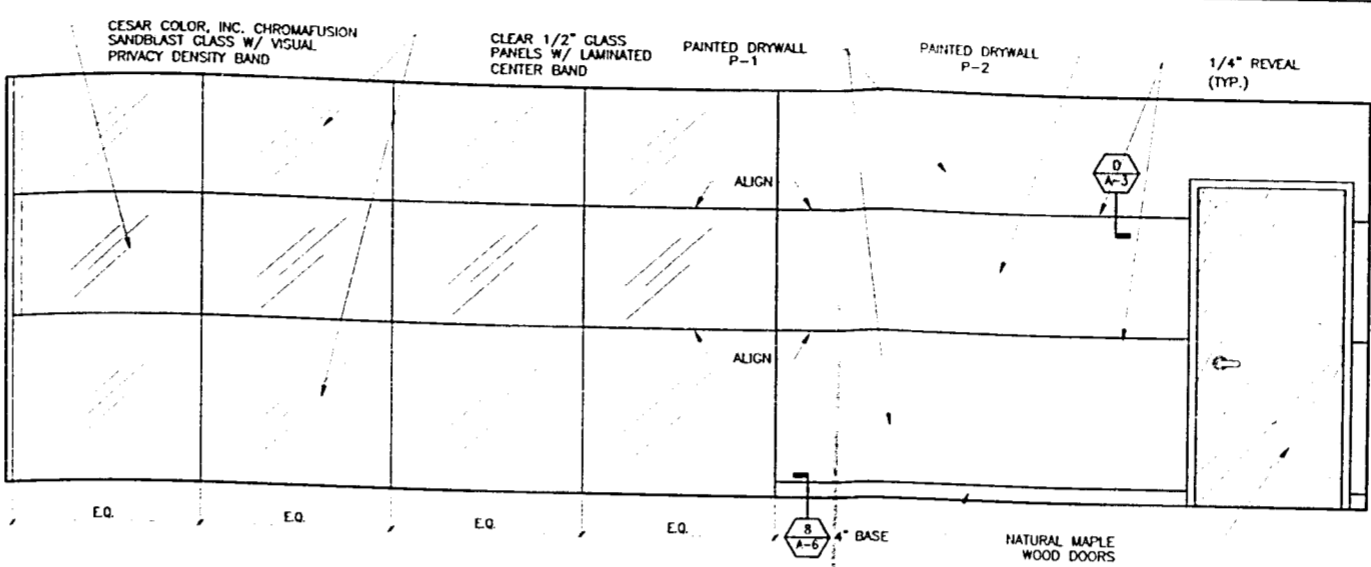 CESAR COLOR, INC. CHROMAFUSION
SANDBLAST GLASS W/ VISUAL
PRIVACY DENSITY BAND
CLEAR 1/2" GLASS
PANELS W/ LAMINATED
CENTER BAND
PAINTED DRYWALL
P-1
PAINTED DRYWALL
P-2
1/4" REVEAL
(TYP.)
ALIGN
D
A-3
ALIGN
E.Q.
E.Q.
E.Q.
E.Q.
8
A-6
4" BASE
NATURAL MAPLE
WOOD DOORS